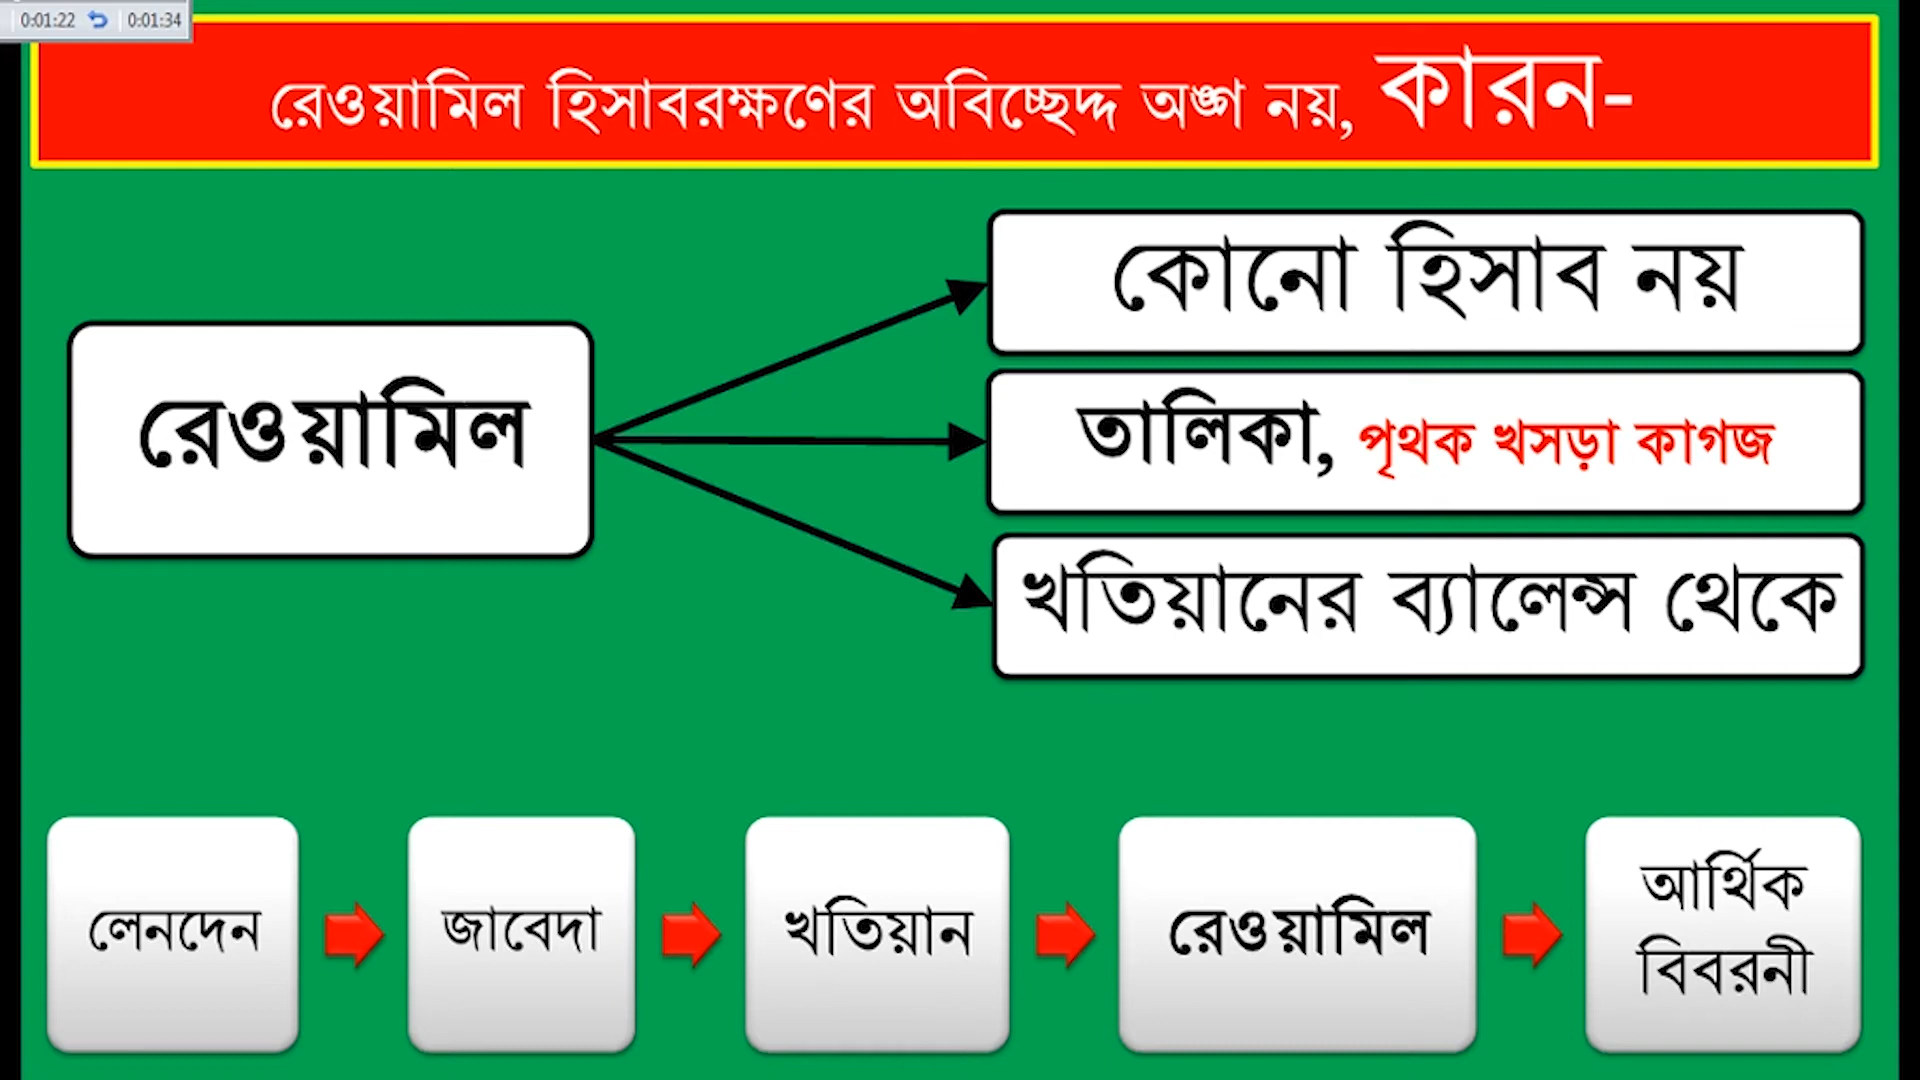 0:01:22 0:01:34
রেওয়ামিল হিসাবরক্ষণের অবিচ্ছেদ্দ অঙ্গ নয়, কারন-
কোনো হিসাব নয়
রেওয়ামিল
তালিকা, পৃথক খসড়া কাগজ
খতিয়ানের ব্যালেন্স থেকে
লেনদেন
জাবেদা
খতিয়ান
রেওয়ামিল
আর্থিক
বিবরনী